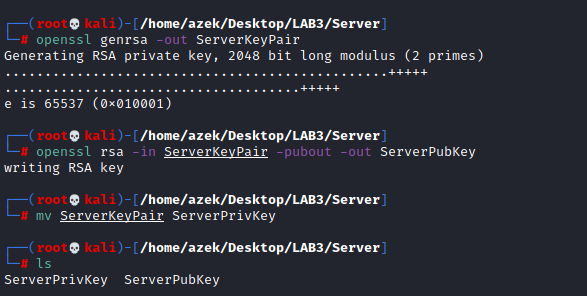 ┌──(root💀kali)-[/home/azek/Desktop/LAB3/Server]
└─# openssl genrsa -out ServerKeyPair
Generating RSA private key, 2048 bit long modulus (2 primes)
................................................+++++
.....................................+++++
e is 65537 (0×010001)
┌──(root💀kali)-[/home/azek/Desktop/LAB3/Server]
└─# openssl rsa -in ServerKeyPair -pubout -out ServerPubKey
writing RSA key
┌──(root💀kali)-[/home/azek/Desktop/LAB3/Server]
└─# mv ServerKeyPair ServerPrivKey
┌──(root💀kali)-[/home/azek/Desktop/LAB3/Server]
└─# ls
ServerPrivKey  ServerPubKey